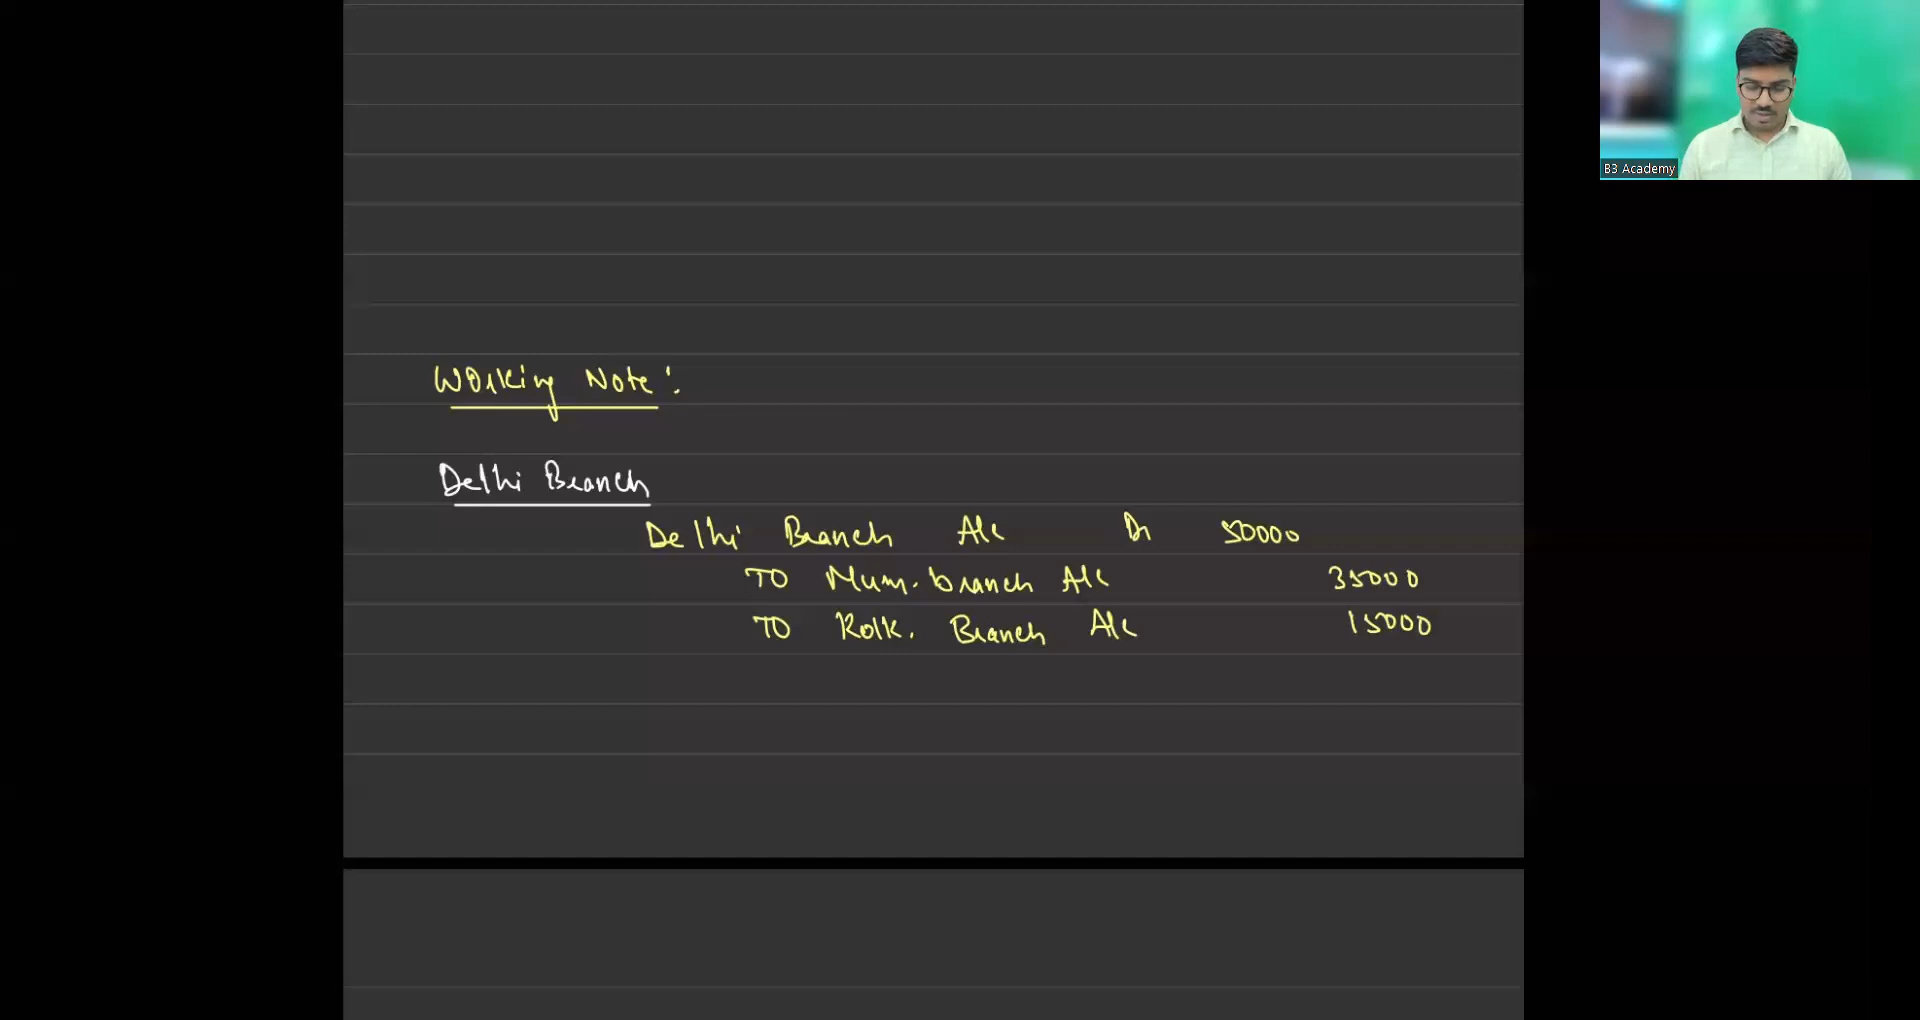 B3 Academy
Working Note:
Delhi Branch
Delhi Branch A/c Dr 50000
TO Mum. branch A/c 35000
TO Kolk. Branch A/c 15000